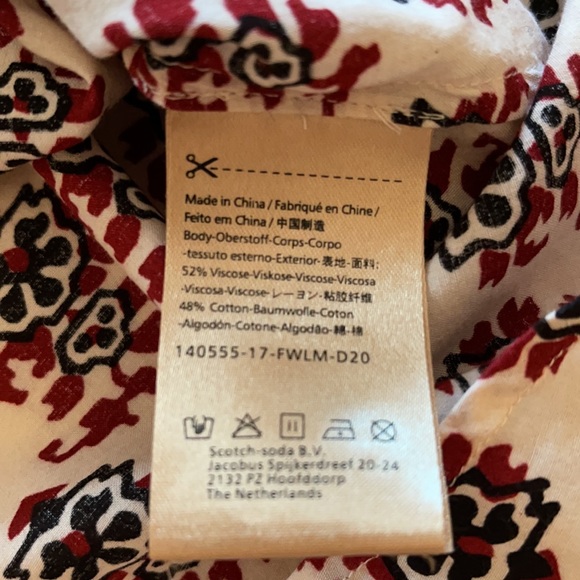 Made in China / Fabriqué en Chine /
Feito em China / 中国制造
Body-Oberstoff-Corps-Corpo
-tessuto esterno-Exterior-表地-面料:
52% Viscose-Viskose-Viscose-Viscosa
-Viscosa-Viscose-レーヨン-粘胶纤维
48% Cotton-Baumwolle-Coton
-Algodón-Cotone-Algodão-綿-棉
140555-17-FWLM-D20
Scotch-soda B.V.
Jacobus Spijkerdreef 20-24
2132 PZ Hoofddorp
The Netherlands